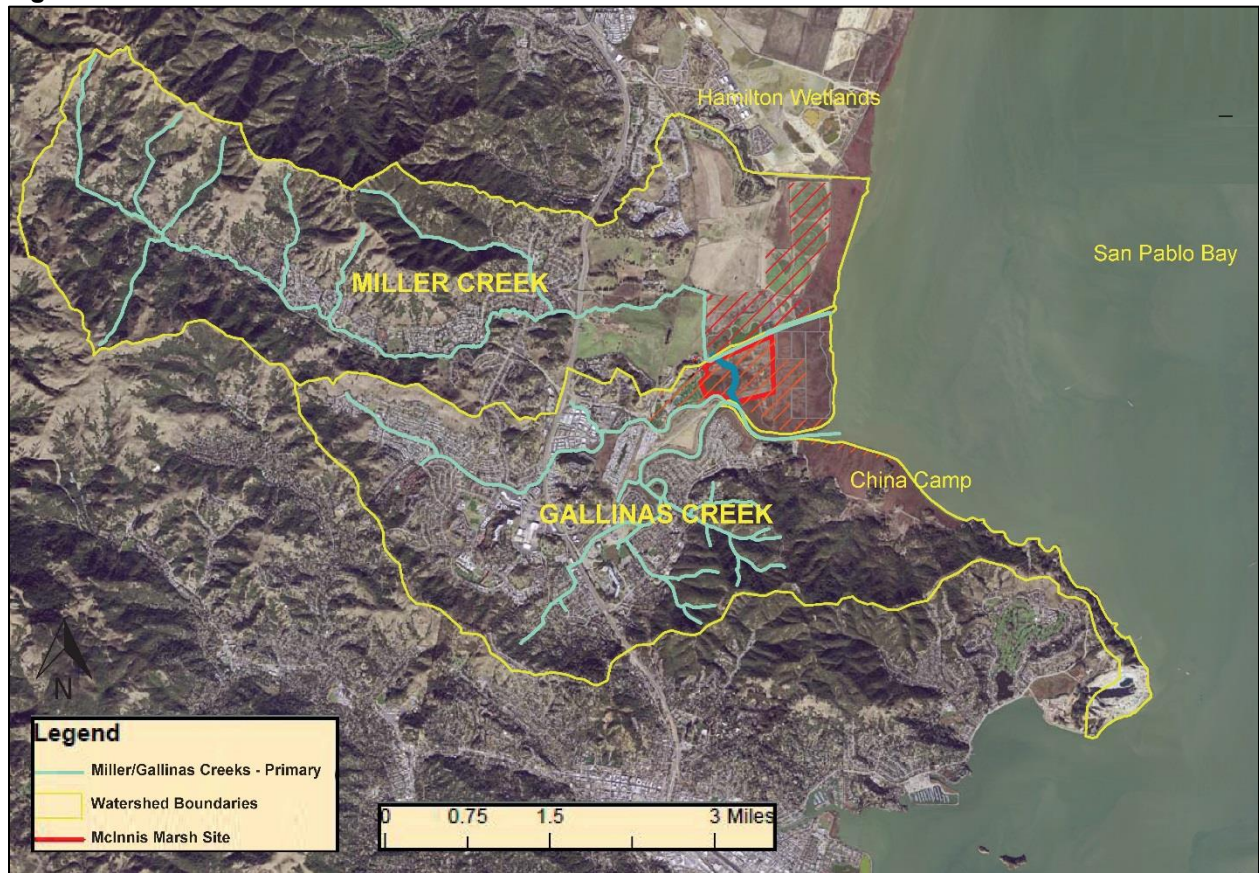 Hamilton Wetlands
San Pablo Bay
MILLER CREEK
China Camp
GALLINAS CREEK
N
Legend
Miller/Gallinas Creeks - Primary
Watershed Boundaries
McInnis Marsh Site
0 0.75 1.5 3 Miles